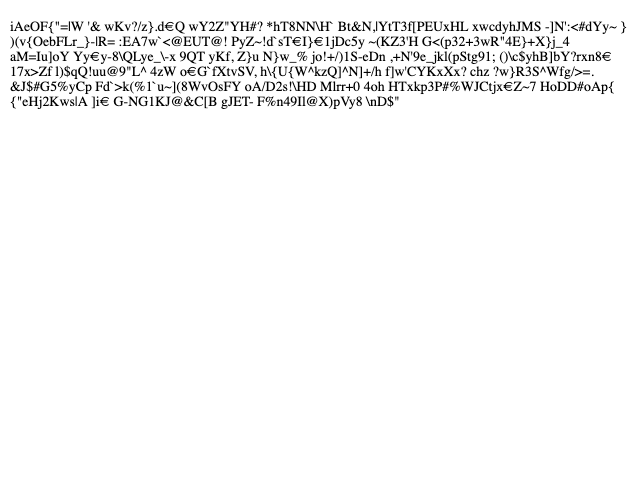 iAeOF{"=|W '& wKv?/z}.d€Q wY2Z"YH#? *hT8NN\H` Bt&N,lYtT3f[PEUxHL xwcdyhJMS -]N':<#dYy~ }
)(v{OebFLr_}-lR= :EA7w`<@EUT@! PyZ~!d`sT€I}€1jDc5y ~(KZ3'H G<(p32+3wR"4E}+X}j_4
aM=Iu]oY Yy€y-8\QLye_\-x 9QT yKf, Z}u N}w_% jo!+/)1S-eDn ,+N'9e_jkl(pStg91; ()\c$yhB]bY?rxn8€
17x>Zf l)$qQ!uu@9"L^ 4zW o€G`fXtvSV, h\{U{W^kzQ]^N]+/h f]w'CYKxXx? chz ?w}R3S^Wfg/>=.
&J$#G5%yCp Fd`>k(%1`u~](8WvOsFY oA/D2s!\HD Mlrr+0 4oh HTxkp3P#%WJCtjx€Z~7 HoDD#oAp{
{"eHj2Kws|A ]i€ G-NG1KJ@&C[B gJET- F%n49Il@X)pVy8 \nD$"